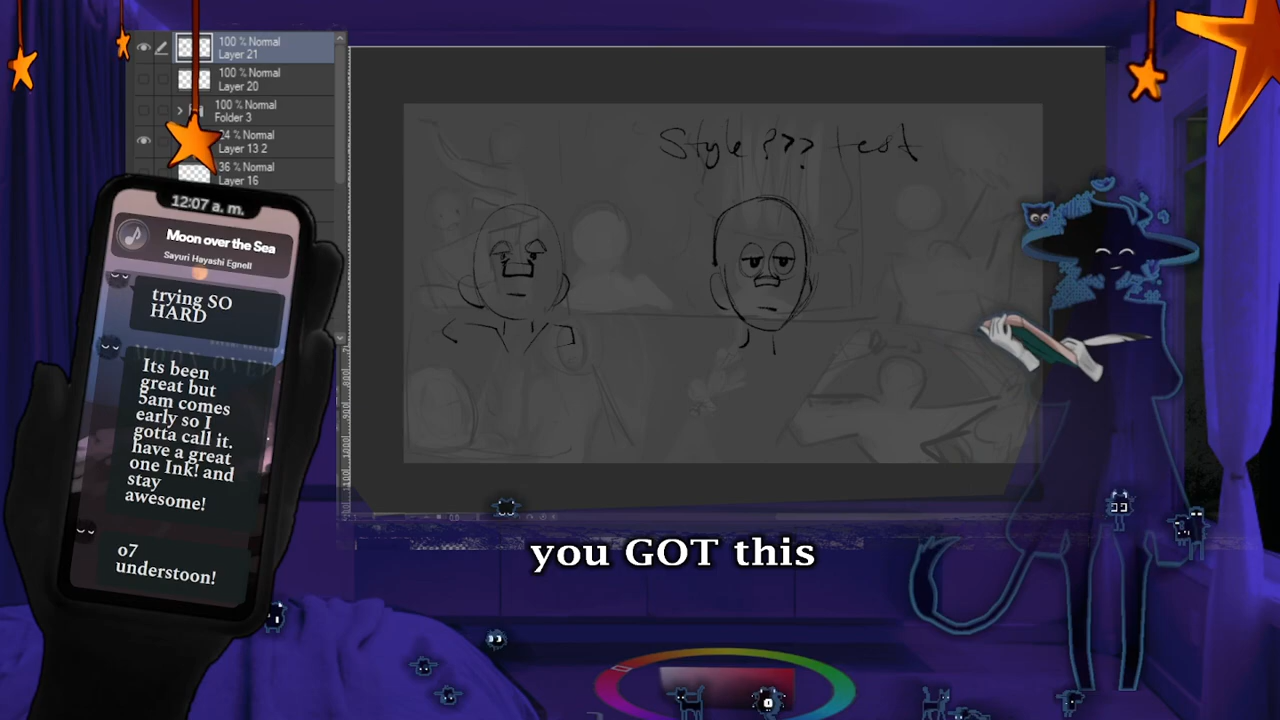 100 % Normal
Layer 21
100 % Normal
Layer 20
100 % Normal
Folder 3
24 % Normal
Layer 13 2
36 % Normal
Layer 16
Style ??? test
12:07 a. m.
Moon over the Sea
Sayuri Hayashi Egnell
trying SO
HARD
Its been
great but
5am comes
early so I
gotta call it.
have a great
one Ink! and
stay
awesome!
o7
understoon!
you GOT this